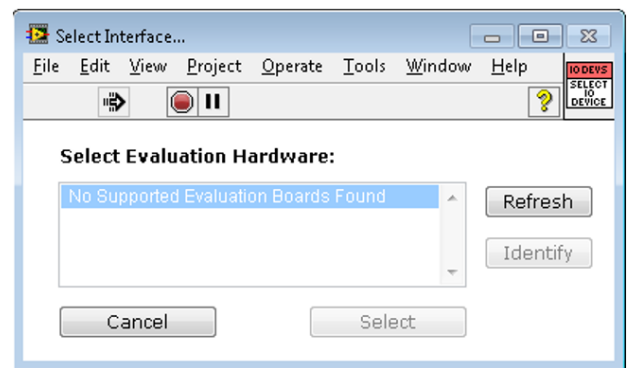 Select Interface...
File Edit View Project Operate Tools Window Help
IO DEVS
SELECT
IO
DEVICE
Select Evaluation Hardware:
No Supported Evaluation Boards Found
Refresh
Identify
Cancel Select